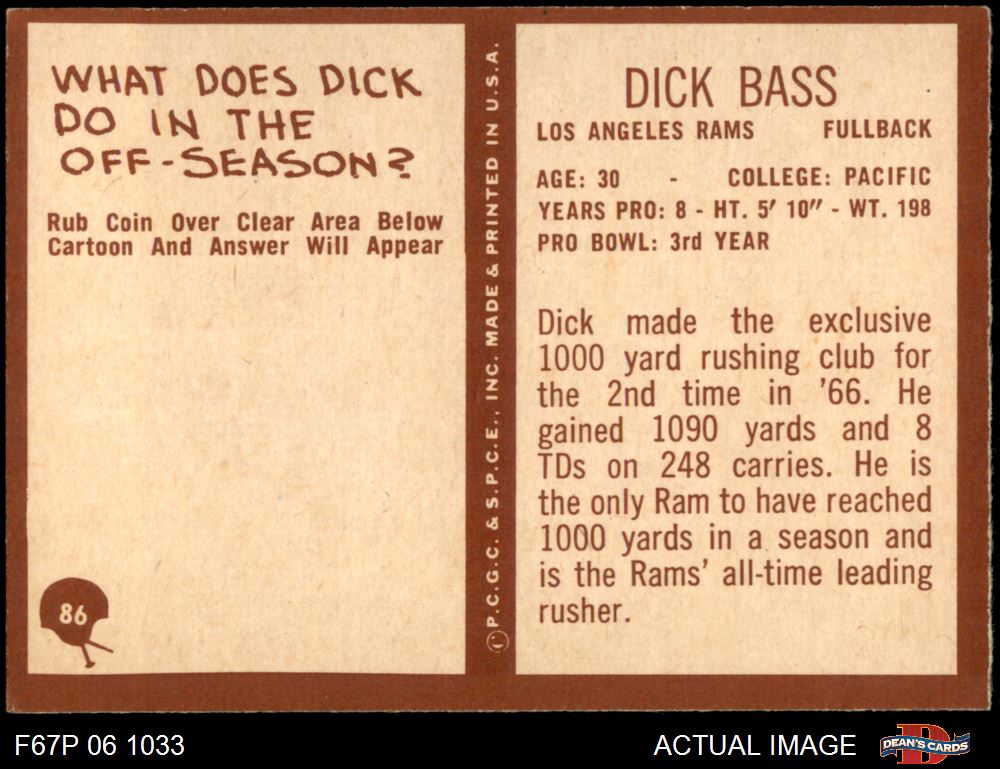 WHAT DOES DICK
DO IN THE
OFF-SEASON?
Rub Coin Over Clear Area Below
Cartoon And Answer Will Appear
86
© P.C.G.C. & S.P.C.E., INC. MADE & PRINTED IN U.S.A.
DICK BASS
LOS ANGELES RAMS FULLBACK
AGE: 30 - COLLEGE: PACIFIC
YEARS PRO: 8 - HT. 5' 10" - WT. 198
PRO BOWL: 3rd YEAR
Dick made the exclusive
1000 yard rushing club for
the 2nd time in '66. He
gained 1090 yards and 8
TDs on 248 carries. He is
the only Ram to have reached
1000 yards in a season and
is the Rams' all-time leading
rusher.
F67P 06 1033
ACTUAL IMAGE
DEAN'S CARDS